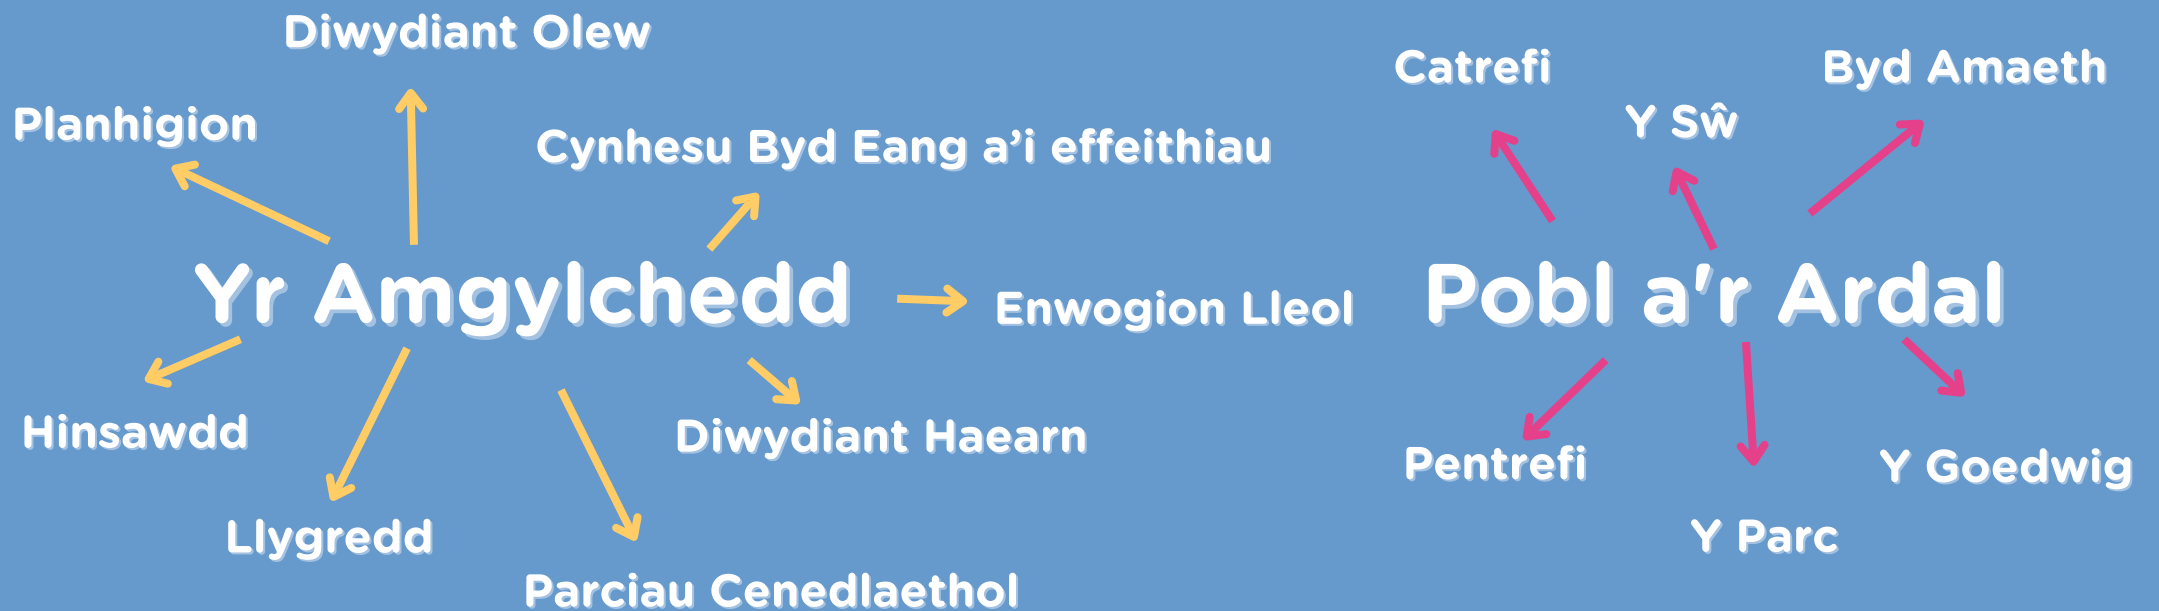 Diwydiant Olew
Planhigion
Cynhesu Byd Eang a’i effeithiau
Yr Amgylchedd
Enwogion Lleol
Hinsawdd
Diwydiant Haearn
Llygredd
Parciau Cenedlaethol
Catrefi
Y Sŵ
Byd Amaeth
Pobl a'r Ardal
Pentrefi
Y Goedwig
Y Parc